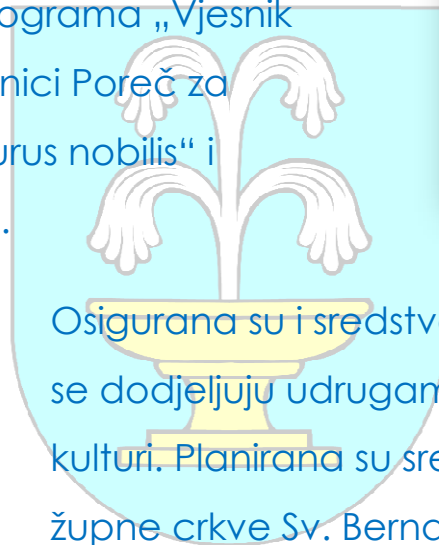 ograma „Vjesnik
nici Poreč za
urus nobilis“ i
.
Osigurana su i sredstv
se dodjeljuju udrugam
kulturi. Planirana su sre
župne crkve Sv. Berna